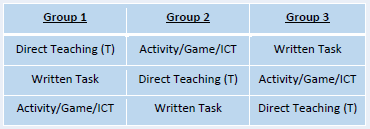 Group 1 Group 2 Group 3
Direct Teaching (T) Activity/Game/ICT Written Task
Written Task Direct Teaching (T) Activity/Game/ICT
Activity/Game/ICT Written Task Direct Teaching (T)